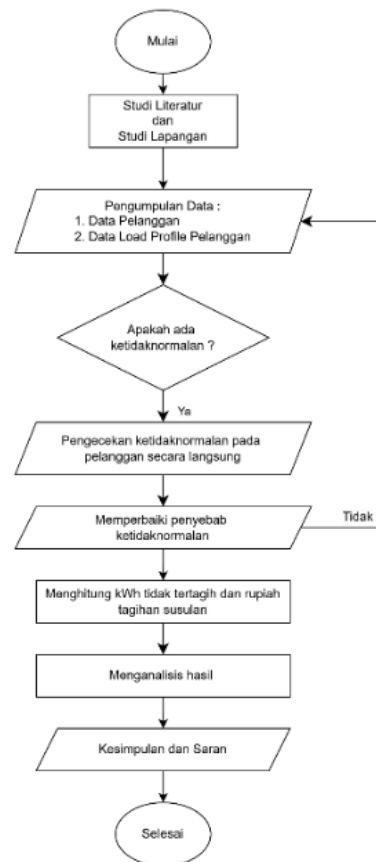 Mulai
Studi Literatur
dan
Studi Lapangan
Pengumpulan Data :
1. Data Pelanggan
2. Data Load Profile Pelanggan
Apakah ada
ketidaknormalan ?
Ya
Pengecekan ketidaknormalan pada
pelanggan secara langsung
Memperbaiki penyebab
ketidaknormalan
Tidak
Menghitung kWh tidak tertagih dan rupiah
tagihan susulan
Menganalisis hasil
Kesimpulan dan Saran
Selesai